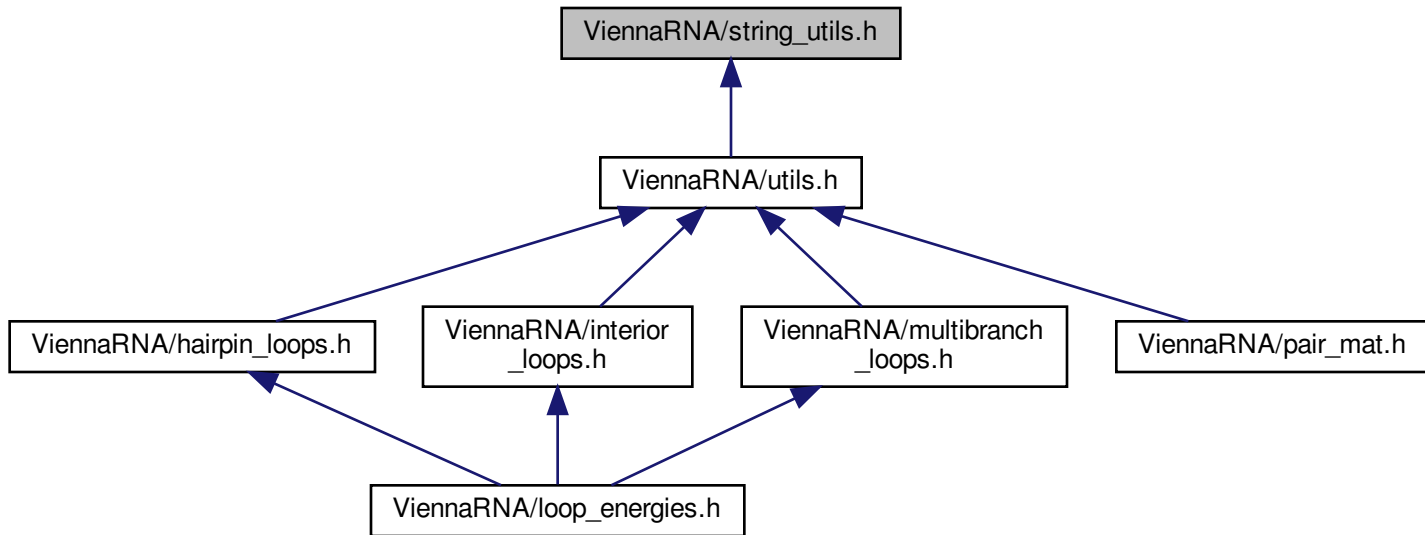 ViennaRNA/string_utils.h
ViennaRNA/utils.h
ViennaRNA/hairpin_loops.h
ViennaRNA/interior
_loops.h
ViennaRNA/multibranch
_loops.h
ViennaRNA/pair_mat.h
ViennaRNA/loop_energies.h